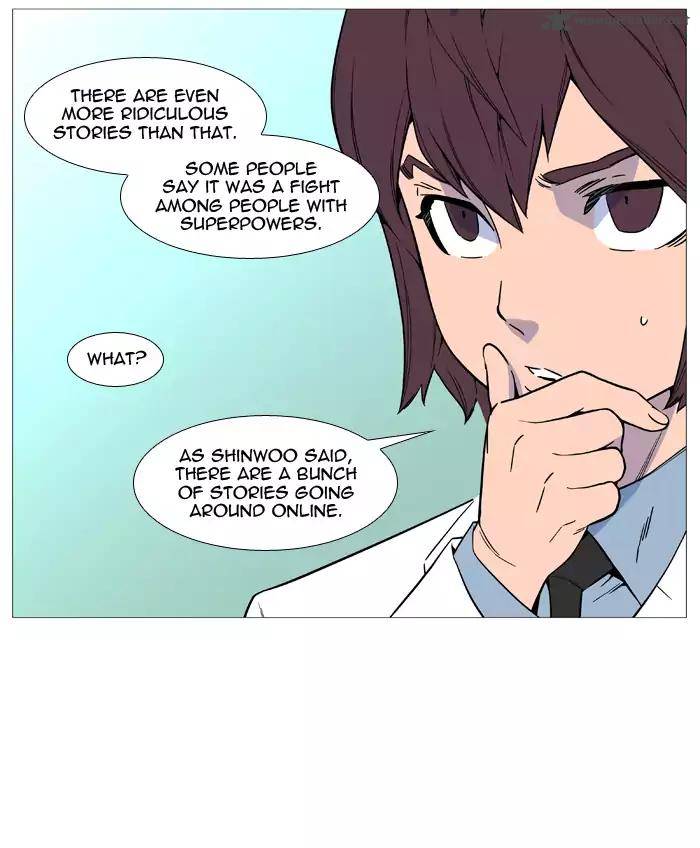 THERE ARE EVEN
MORE RIDICULOUS
STORIES THAN THAT.
SOME PEOPLE
SAY IT WAS A FIGHT
AMONG PEOPLE WITH
SUPERPOWERS.
WHAT?
AS SHINWOO SAID,
THERE ARE A BUNCH
OF STORIES GOING
AROUND ONLINE.